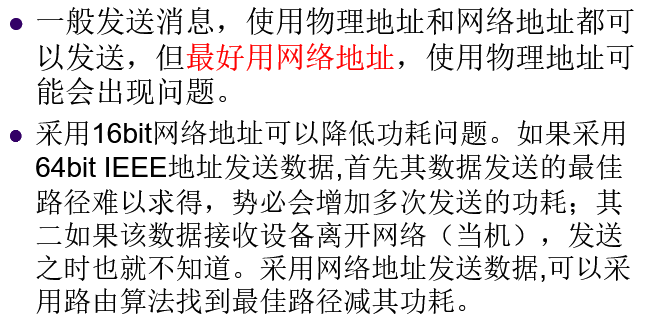 一般发送消息，使用物理地址和网络地址都可
以发送，但最好用网络地址，使用物理地址可
能会出现问题。
采用16bit网络地址可以降低功耗问题。如果采用
64bit IEEE地址发送数据,首先其数据发送的最佳
路径难以求得，势必会增加多次发送的功耗；其
二如果该数据接收设备离开网络（当机），发送
之时也就不知道。采用网络地址发送数据,可以采
用路由算法找到最佳路径减其功耗。